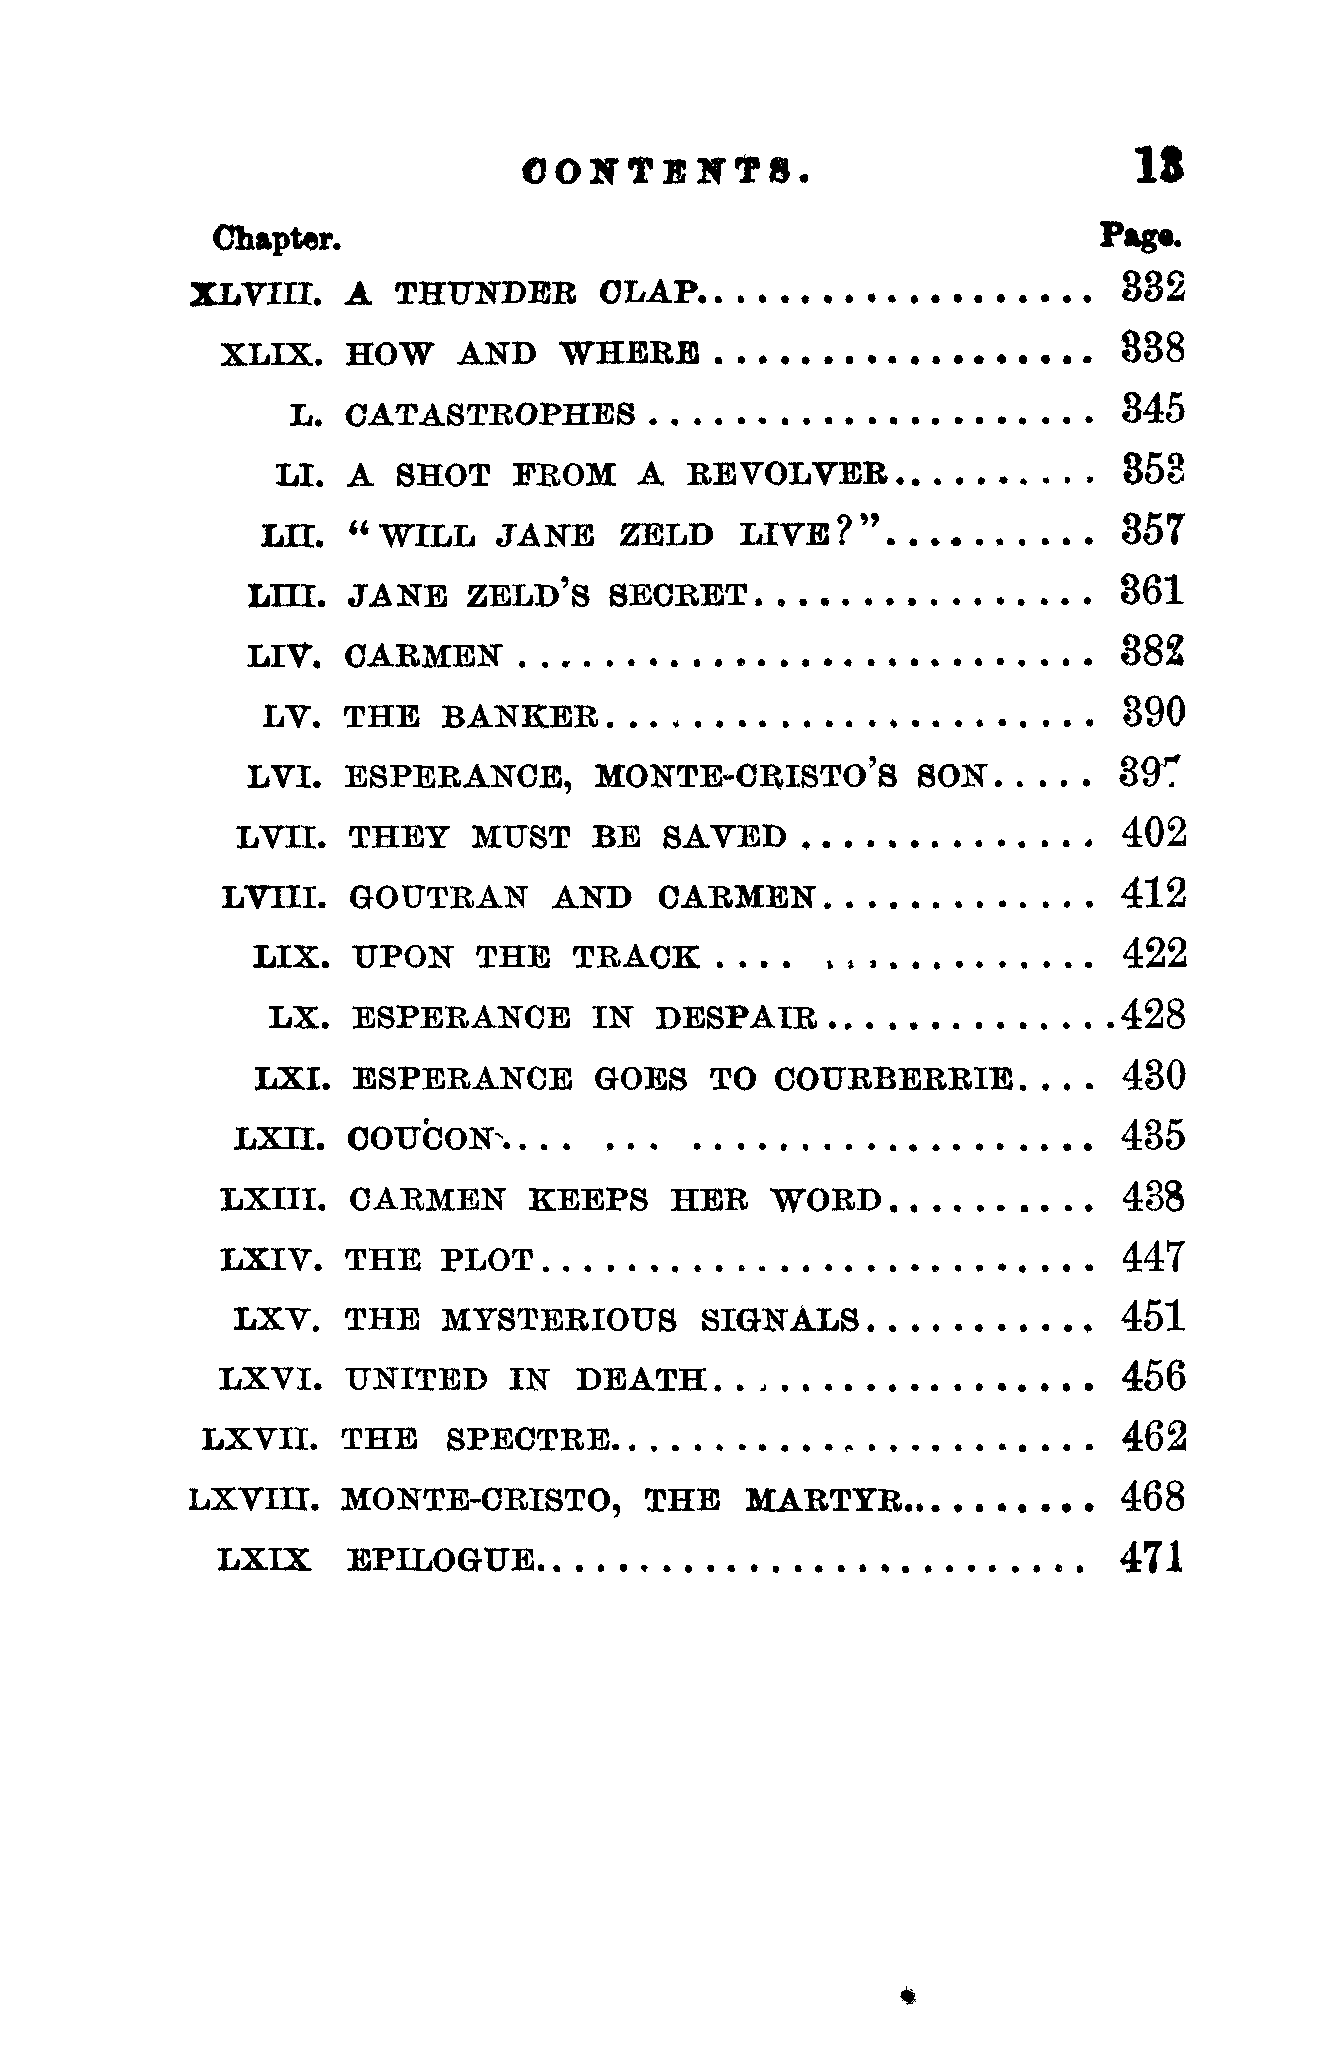 CONTENTS. 13
Chapter. Page.
XLVIII. A THUNDER CLAP.................. 332
XLIX. HOW AND WHERE .................. 338
L. CATASTROPHES ..................... 345
LI. A SHOT FROM A REVOLVER.......... 353
LII. “WILL JANE ZELD LIVE?”.......... 357
LIII. JANE ZELD’S SECRET................ 361
LIV. CARMEN ........................... 382
LV. THE BANKER....................... 390
LVI. ESPERANCE, MONTE-CRISTO’S SON..... 397
LVII. THEY MUST BE SAVED .............. 402
LVIII. GOUTRAN AND CARMEN............. 412
LIX. UPON THE TRACK .... ............. 422
LX. ESPERANCE IN DESPAIR..............428
LXI. ESPERANCE GOES TO COURBERRIE.... 430
LXII. COUCON.... ... ................... 435
LXIII. CARMEN KEEPS HER WORD.......... 438
LXIV. THE PLOT.......................... 447
LXV. THE MYSTERIOUS SIGNALS........... 451
LXVI. UNITED IN DEATH.................. 456
LXVII. THE SPECTRE....................... 462
LXVIII. MONTE-CRISTO, THE MARTYR.......... 468
LXIX EPILOGUE.......................... 471